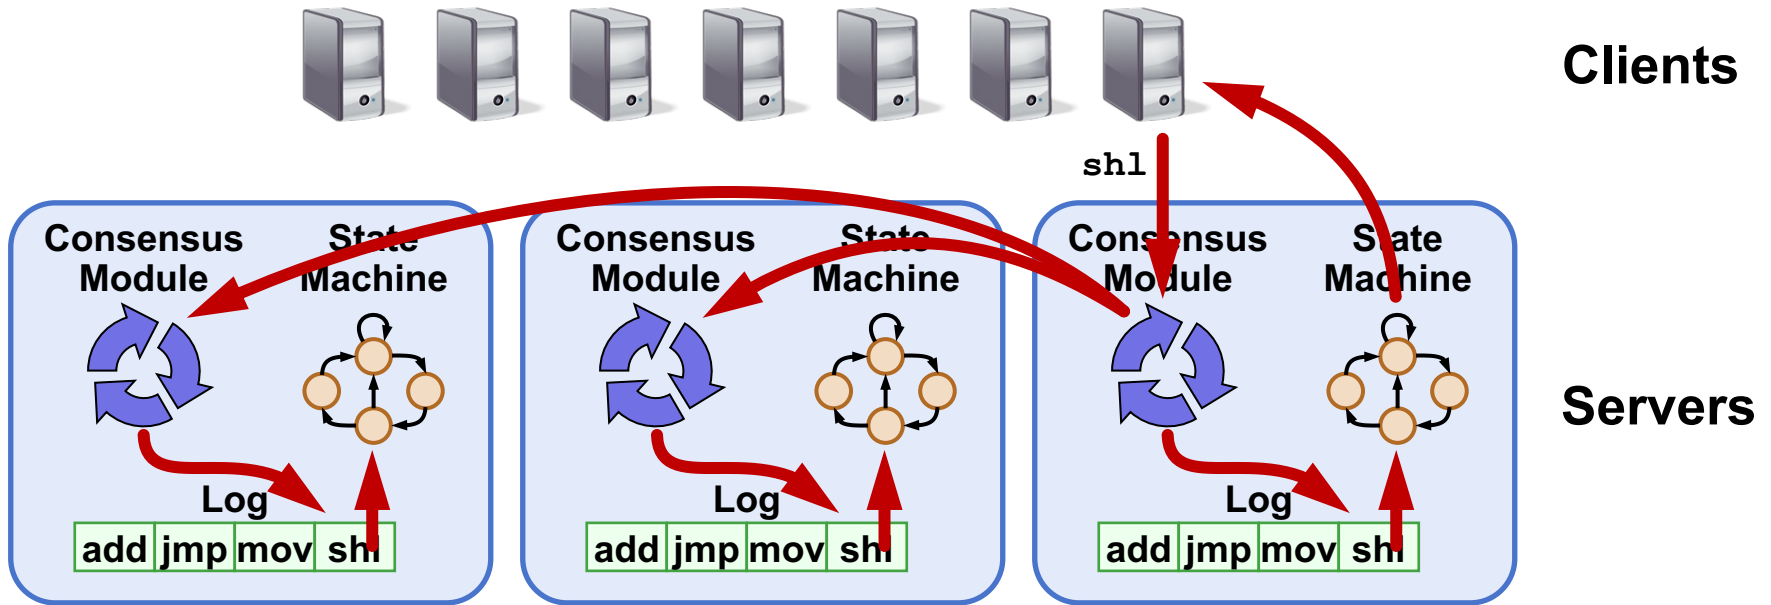 Clients
shl
Consensus
Module
State
Machine
Consensus
Module
State
Machine
Consensus
Module
State
Machine
Servers
Log
add jmp mov shl
Log
add jmp mov shl
Log
add jmp mov shl